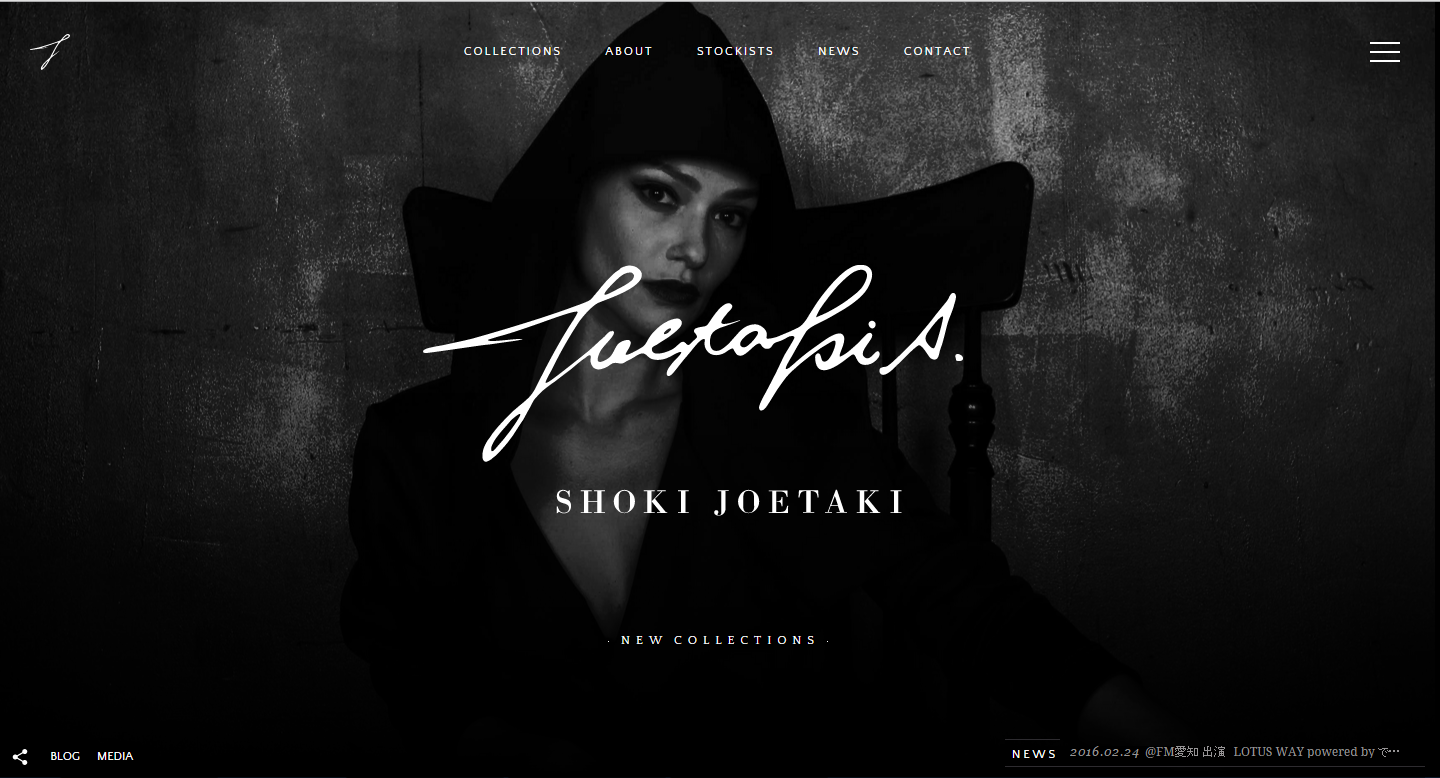 COLLECTIONS ABOUT STOCKISTS NEWS CONTACT
Joetaki S.
SHOKI JOETAKI
· NEW COLLECTIONS ·
BLOG MEDIA
NEWS 2016.02.24 @FM愛知 出演 LOTUS WAY powered by で…